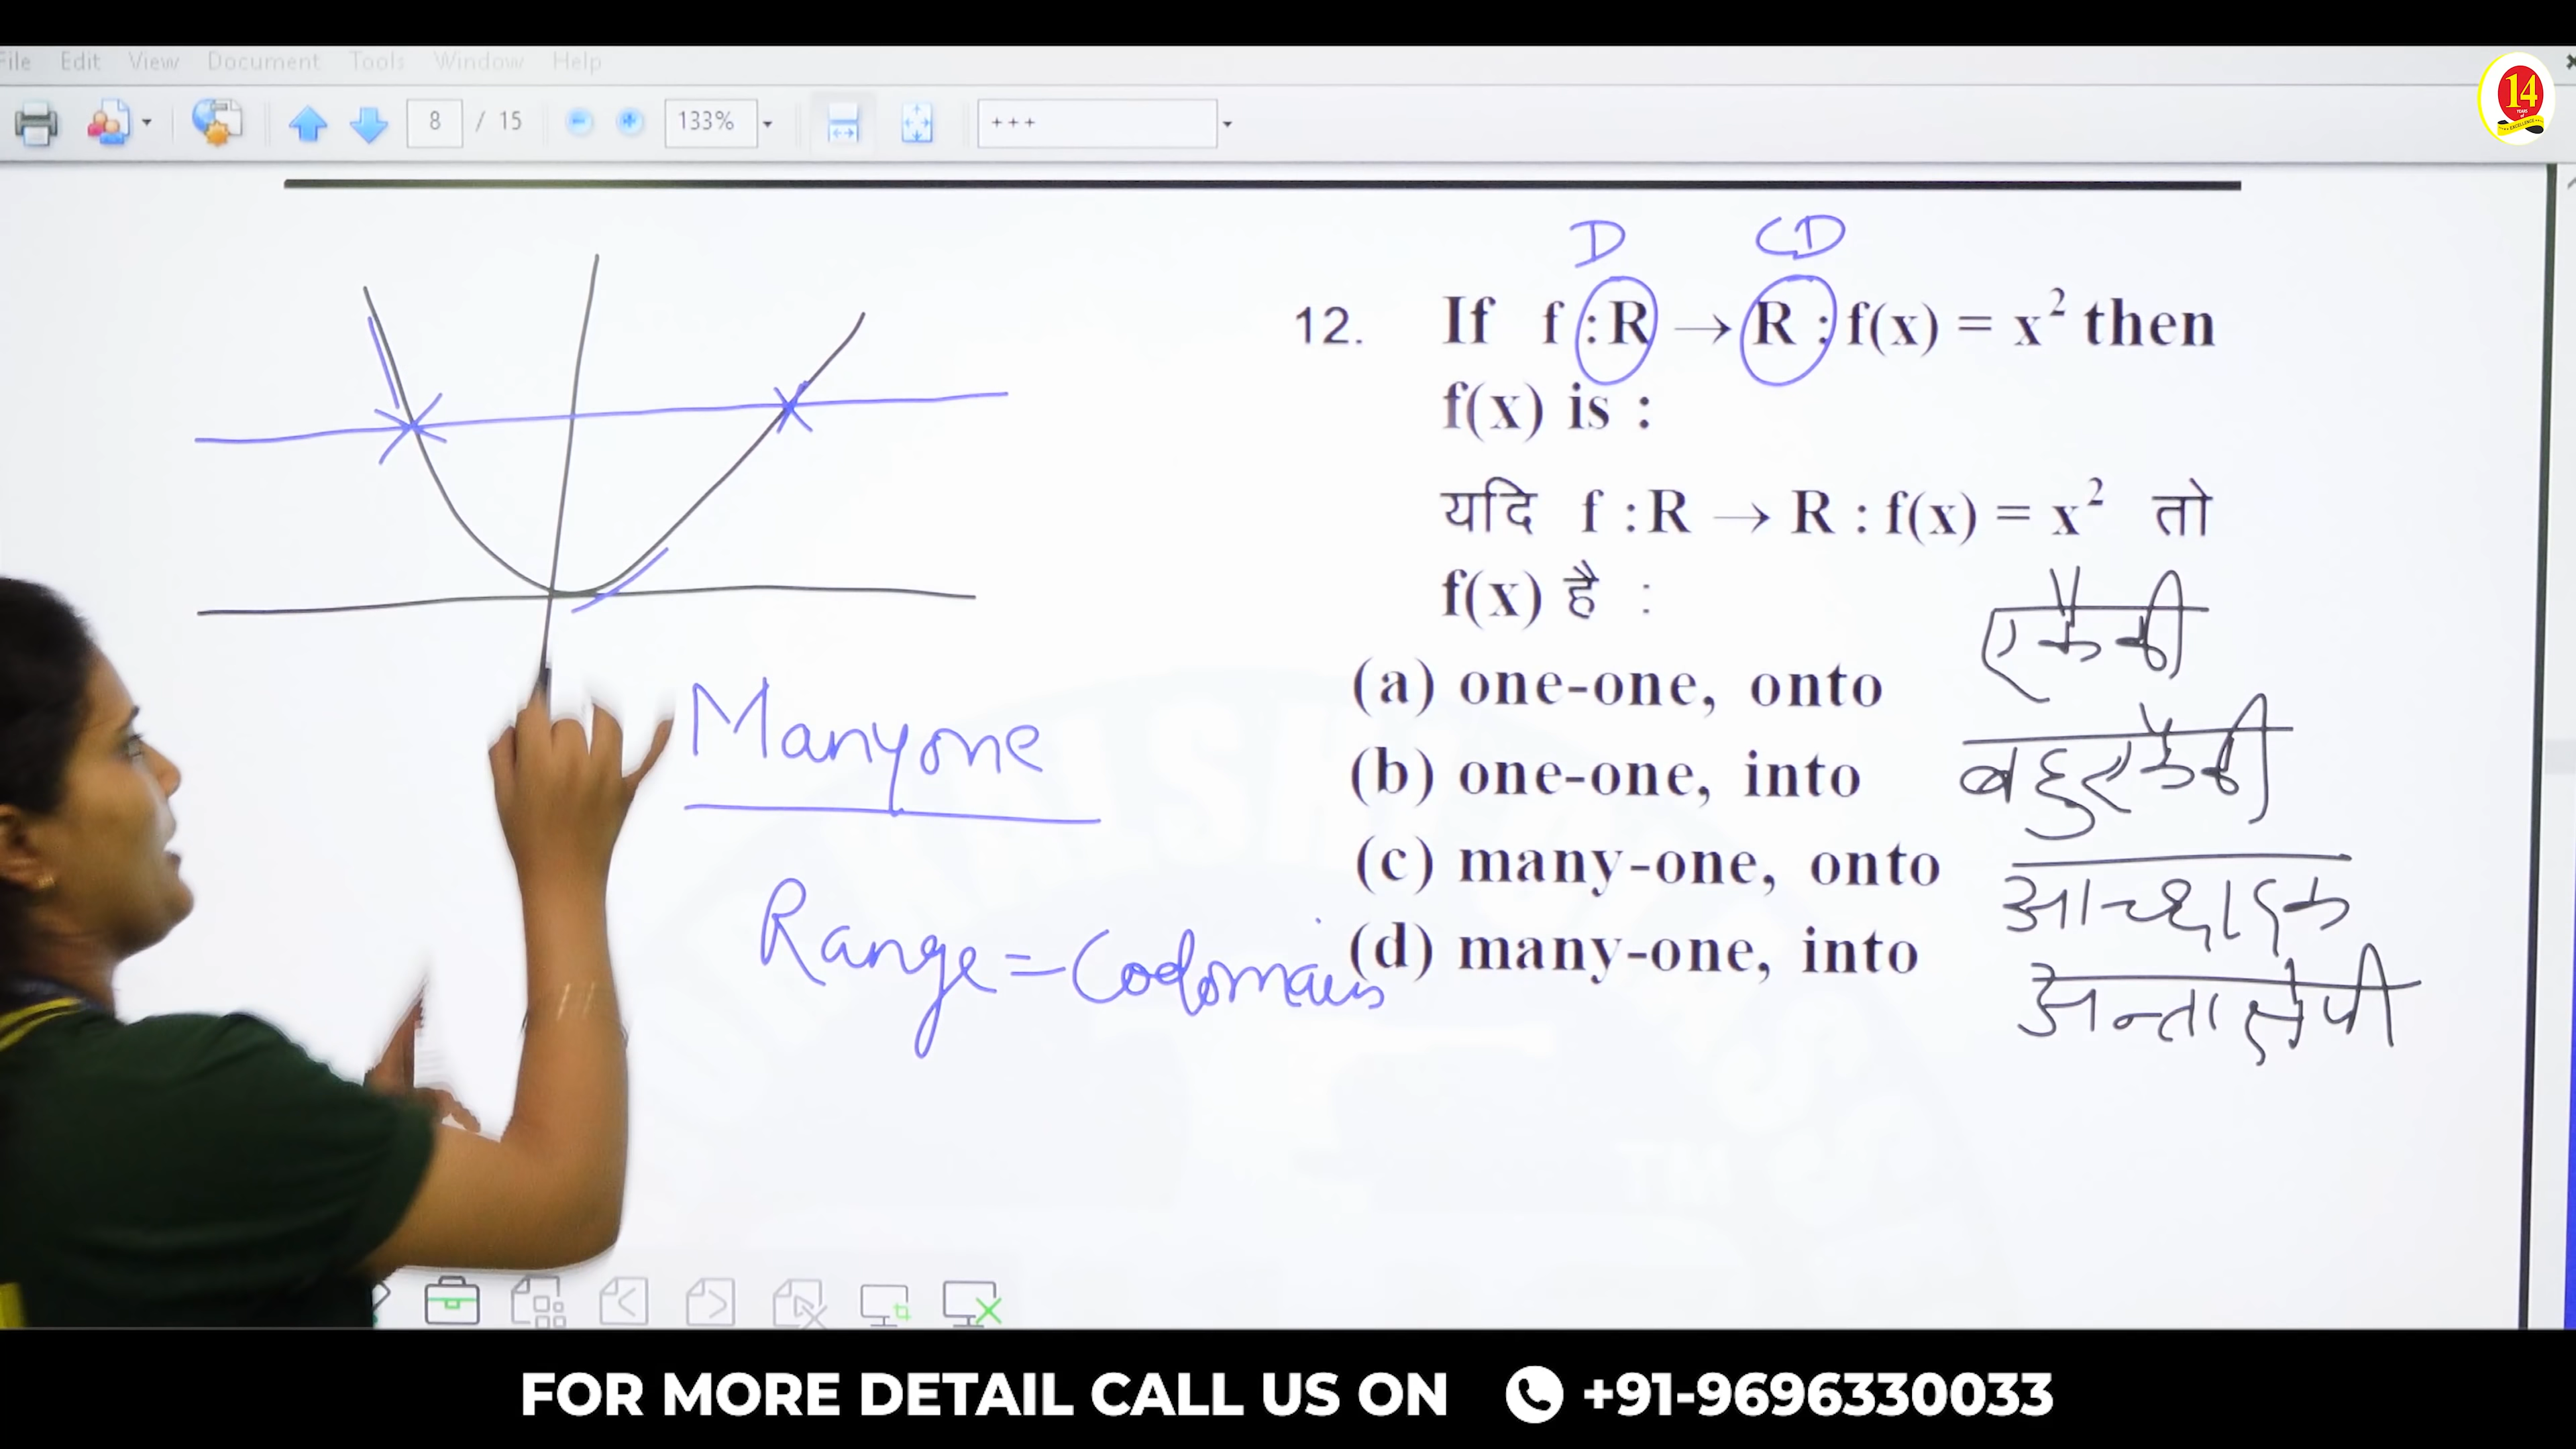 File Edit View Document Tools Window Help
8 / 15 133% +++
14
D CD
12. If f : R → R : f(x) = x² then
f(x) is :
यदि f : R → R : f(x) = x² तो
f(x) है :
(a) one-one, onto
(b) one-one, into
(c) many-one, onto
(d) many-one, into
एकैकी
बहुएकैकी
आच्छादक
Manyone
Range = Codomain
FOR MORE DETAIL CALL US ON +91-9696330033